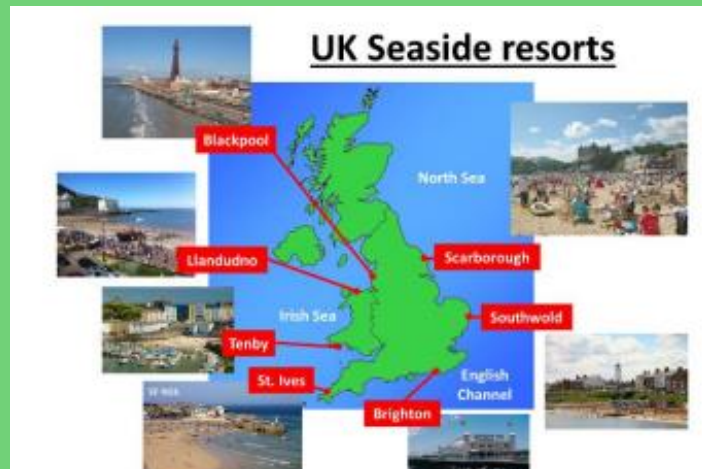 UK Seaside resorts
Blackpool
North Sea
Llandudno
Scarborough
Irish Sea
Southwold
Tenby
St. Ives
English
Channel
Brighton